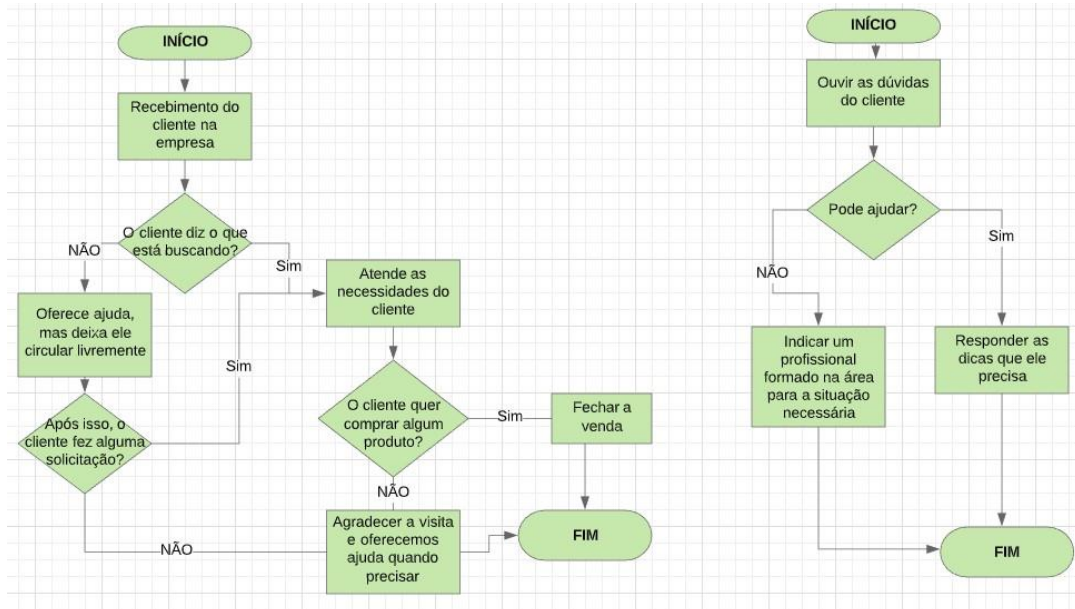 INÍCIO
Recebimento do
cliente na
empresa
O cliente diz o que
está buscando?
NÃO
Sim
Oferece ajuda,
mas deixa ele
circular livremente
Após isso, o
cliente fez alguma
solicitação?
Sim
NÃO
Atende as
necessidades do
cliente
O cliente quer
comprar algum
produto?
Sim
Fechar a
venda
NÃO
Agradecer a visita
e oferecemos
ajuda quando
precisar
FIM
INÍCIO
Ouvir as dúvidas
do cliente
Pode ajudar?
NÃO
Sim
Indicar um
profissional
formado na área
para a situação
necessária
Responder as
dicas que ele
precisa
FIM